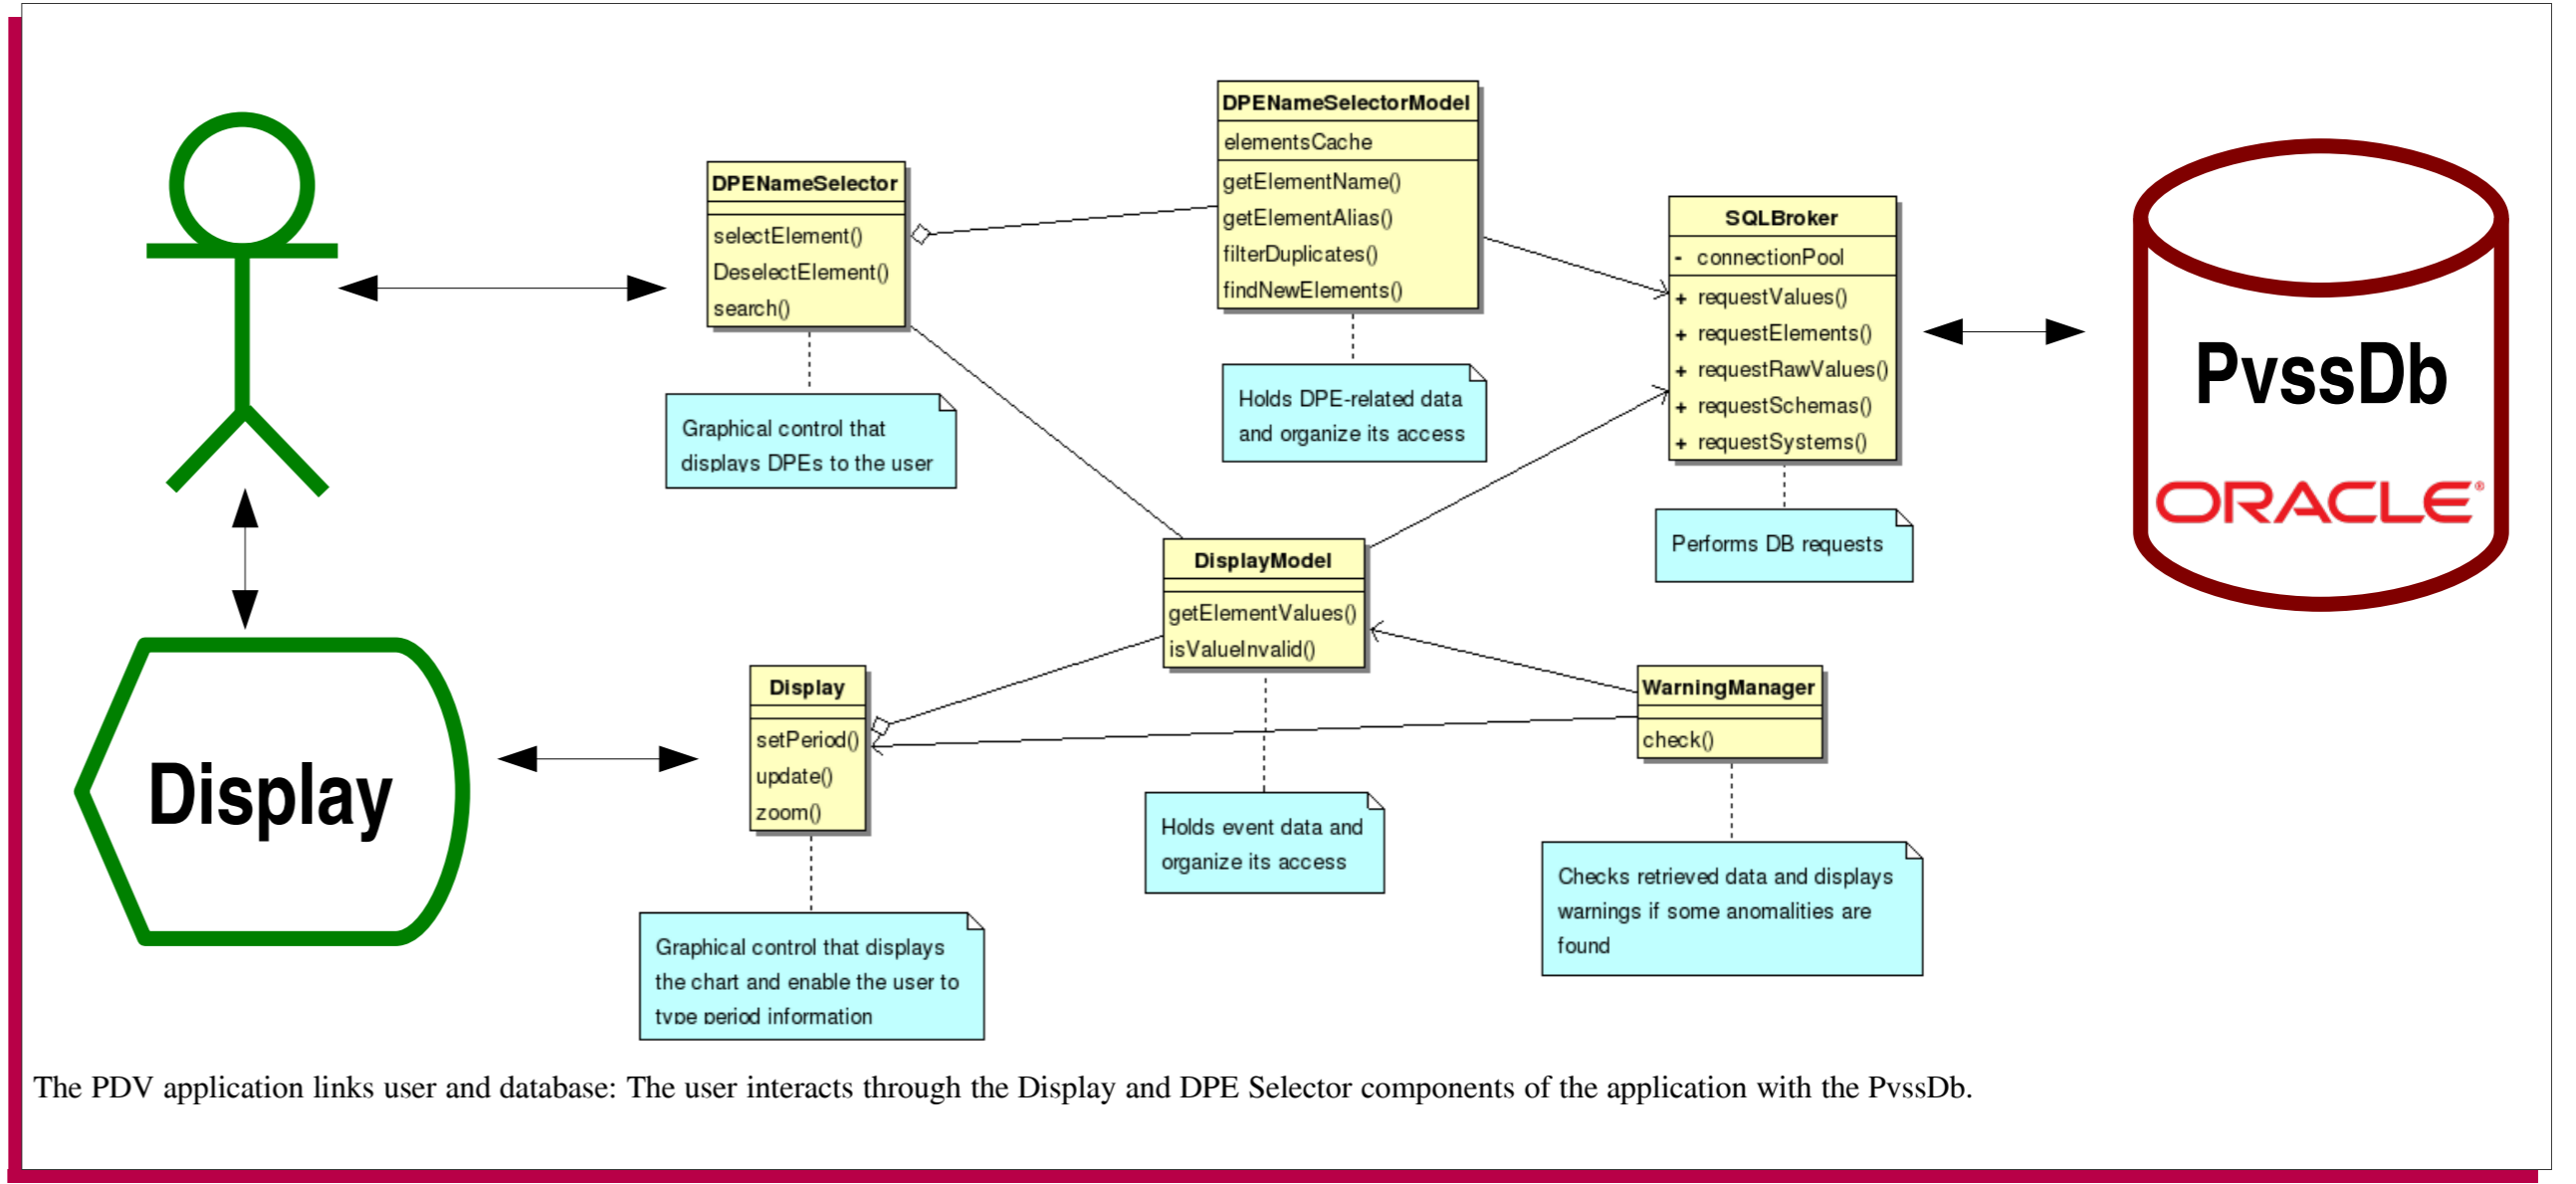 DPENameSelectorModel
elementsCache
getElementName()
getElementAlias()
filterDuplicates()
findNewElements()
DPENameSelector
selectElement()
DeselectElement()
search()
SQLBroker
- connectionPool
+ requestValues()
+ requestElements()
+ requestRawValues()
+ requestSchemas()
+ requestSystems()
PvssDb
ORACLE®
Holds DPE-related data
and organize its access
Graphical control that
displays DPEs to the user
Performs DB requests
DisplayModel
getElementValues()
isValueInvalid()
Display
Display
setPeriod()
update()
zoom()
WarningManager
check()
Holds event data and
organize its access
Checks retrieved data and displays
warnings if some anomalities are
found
Graphical control that displays
the chart and enable the user to
type period information
The PDV application links user and database: The user interacts through the Display and DPE Selector components of the application with the PvssDb.